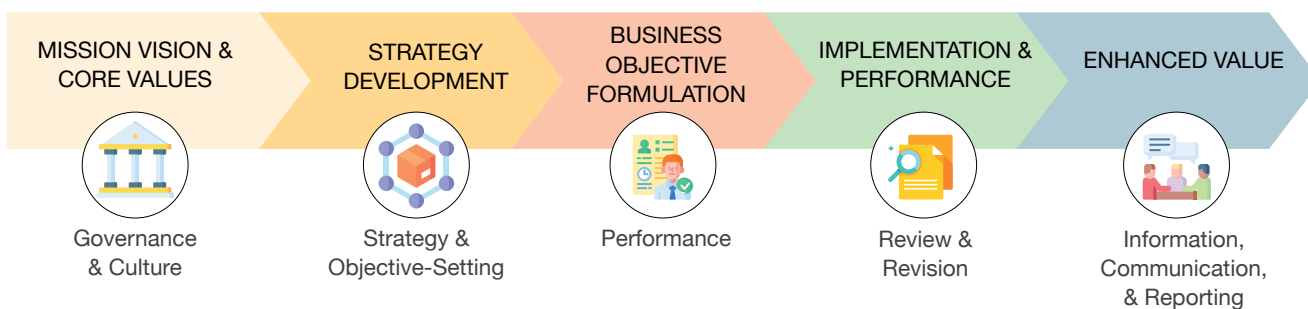 MISSION VISION &
CORE VALUES
STRATEGY
DEVELOPMENT
BUSINESS
OBJECTIVE
FORMULATION
IMPLEMENTATION &
PERFORMANCE
ENHANCED VALUE
Governance
& Culture
Strategy &
Objective-Setting
Performance
Review &
Revision
Information,
Communication,
& Reporting